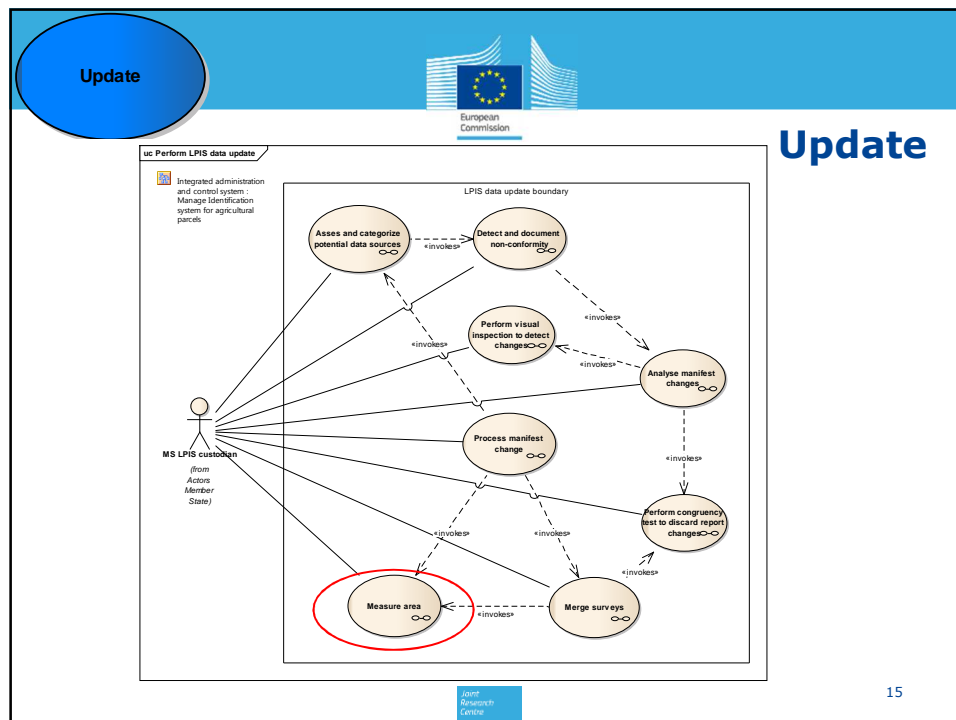 Update
European
Commission
Update
uc Perform LPIS data update
Integrated administration
and control system :
Manage Identification
system for agricultural
parcels
LPIS data update boundary
Asses and categorize
potential data sources
«invokes»
Detect and document
non-conformity
«invokes»
Perform visual
inspection to detect
changes
«invokes»
«invokes»
Analyse manifest
changes
MS LPIS custodian
(from
Actors
Member
State)
Process manifest
change
«invokes»
Perform congruency
test to discard report
changes
«invokes»
«invokes»
«invokes»
Measure area
«invokes»
Merge surveys
Joint
Research
Centre
15